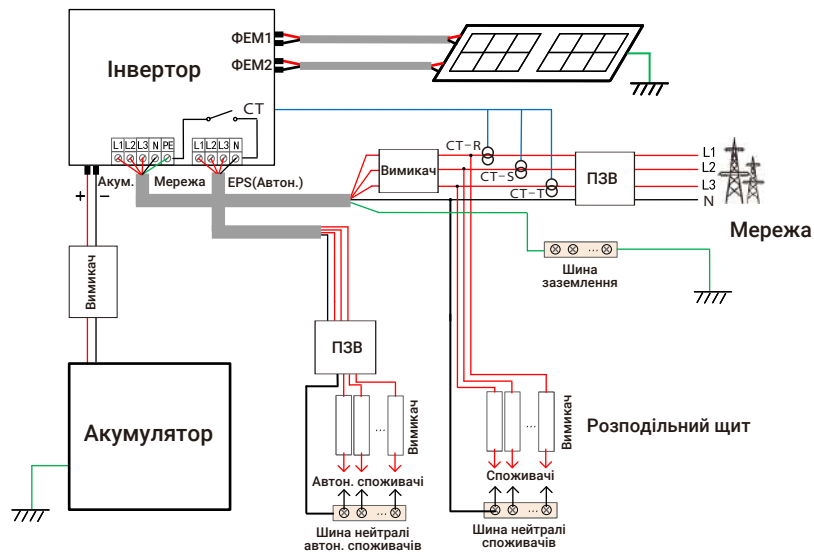 ФЕМ1
Інвертор
ФЕМ2
CT
L1 L2 L3 N PE
L1 L2 L3 N
Акум.
Мережа
EPS(Автон.)
+ −
Вимикач
Акумулятор
Вимикач
CT-R
CT-S
CT-T
ПЗВ
L1
L2
L3
N
Мережа
...
Шина
заземлення
ПЗВ
...
Вимикач
Автон. споживачі
...
Шина нейтралі
автон. споживачів
...
Вимикач
Розподільний щит
Споживачі
...
Шина нейтралі
споживачів